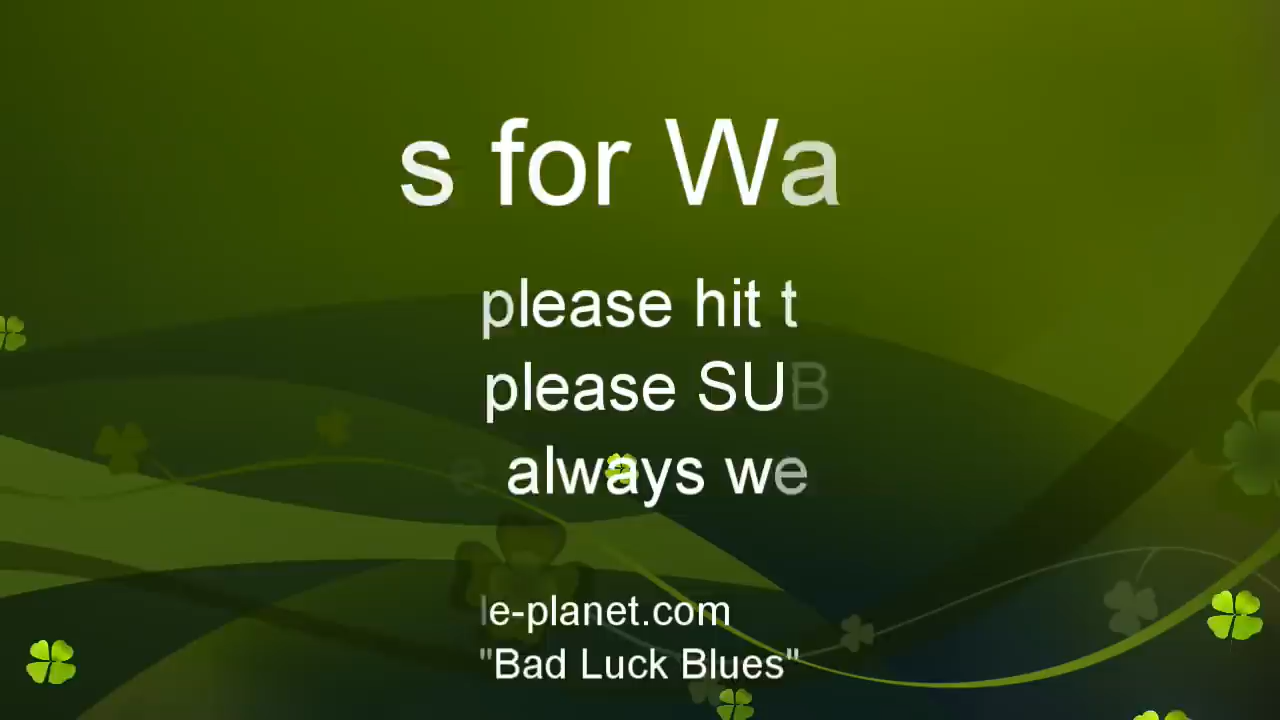 s for Wa
please hit t
please SUB
e always we
le-planet.com
"Bad Luck Blues"